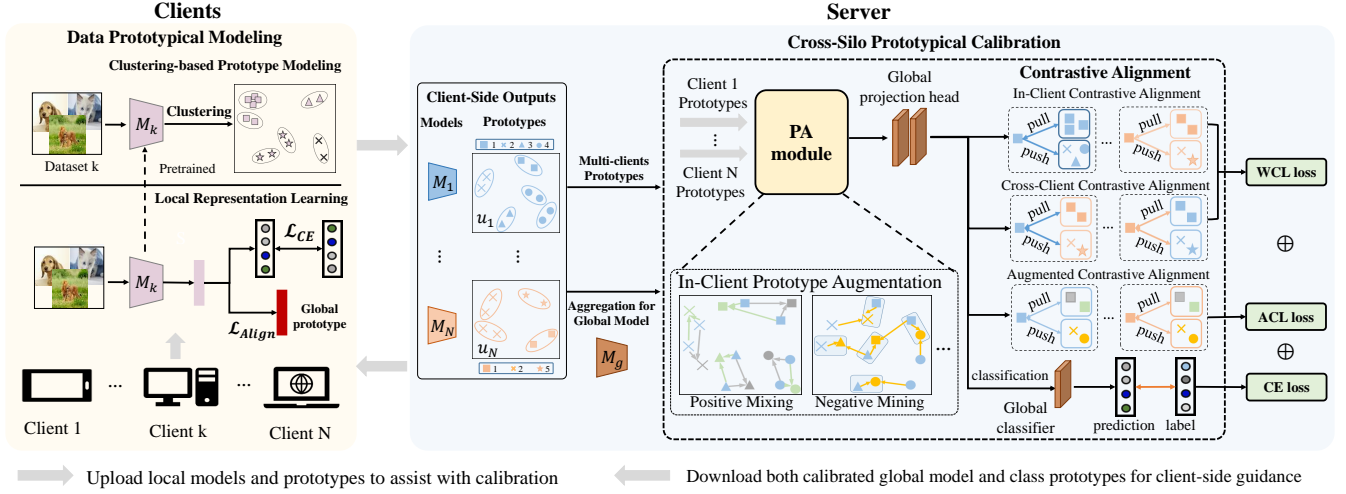 Clients
Server
Data Prototypical Modeling
Clustering-based Prototype Modeling
M_k
Clustering
Dataset k
Pretrained
Local Representation Learning
M_k
ℒ_CE
ℒ_Align
Global
prototype
Client 1
...
Client k
...
Client N
Client-Side Outputs
Models
Prototypes
1 2 3 4
M_1
u_1
M_N
u_N
1 2 5
Multi-clients
Prototypes
Aggregation for
Global Model
M_g
Cross-Silo Prototypical Calibration
Client 1
Prototypes
Client N
Prototypes
PA
module
Global
projection head
In-Client Prototype Augmentation
Positive Mixing
Negative Mining
...
Contrastive Alignment
In-Client Contrastive Alignment
pull
push
...
pull
push
Cross-Client Contrastive Alignment
pull
push
...
pull
push
Augmented Contrastive Alignment
pull
push
...
pull
push
classification
Global
classifier
prediction
label
WCL loss
⊕
ACL loss
⊕
CE loss
Upload local models and prototypes to assist with calibration
Download both calibrated global model and class prototypes for client-side guidance